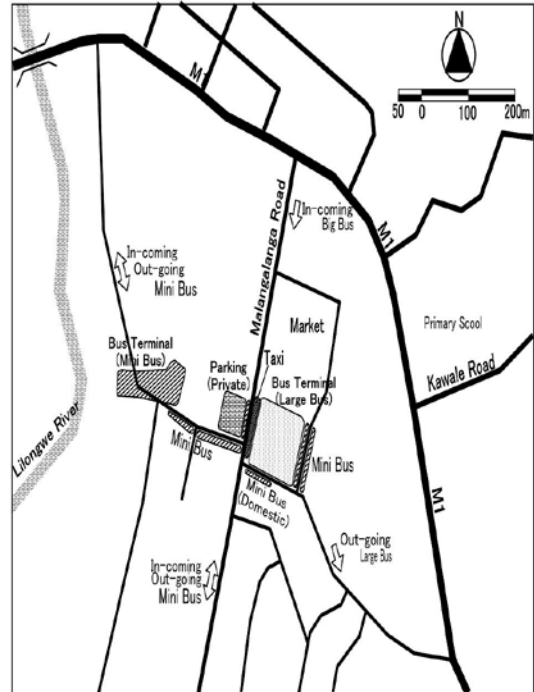 N
50 0 100 200m
M1
Malangalanga Road
In-coming
Big Bus
M1
In-coming
Out-going
Mini Bus
Market
Primary Scool
Bus Terminal
(Mini Bus)
Parking
(Private)
Taxi
Bus Terminal
(Large Bus)
Kawale Road
Lilongwe River
Mini Bus
Mini Bus
Mini Bus
(Domestic)
M1
Out-going
Large Bus
In-coming
Out-going
Mini Bus